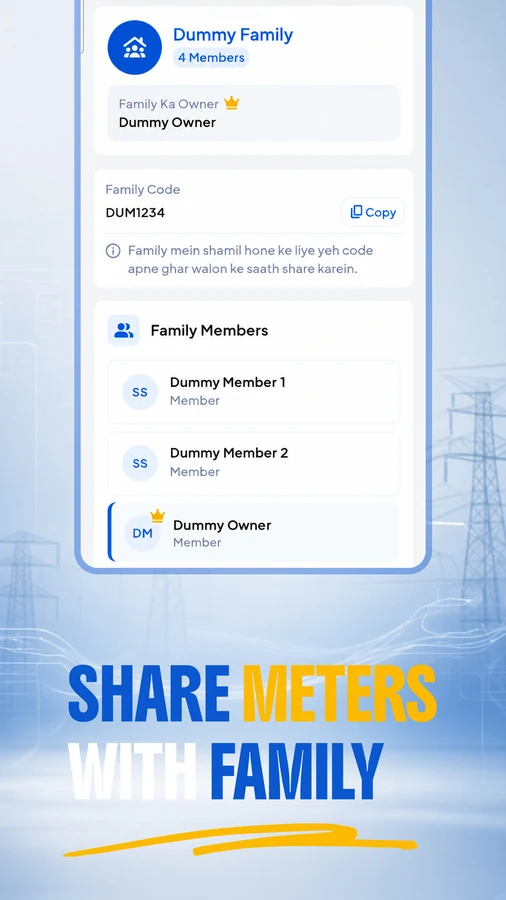 Dummy Family
4 Members
Family Ka Owner
Dummy Owner
Family Code
DUM1234
Copy
Family mein shamil hone ke liye yeh code
apne ghar walon ke saath share karein.
Family Members
SS
Dummy Member 1
Member
SS
Dummy Member 2
Member
DM
Dummy Owner
Member
SHARE METERS
WITH FAMILY